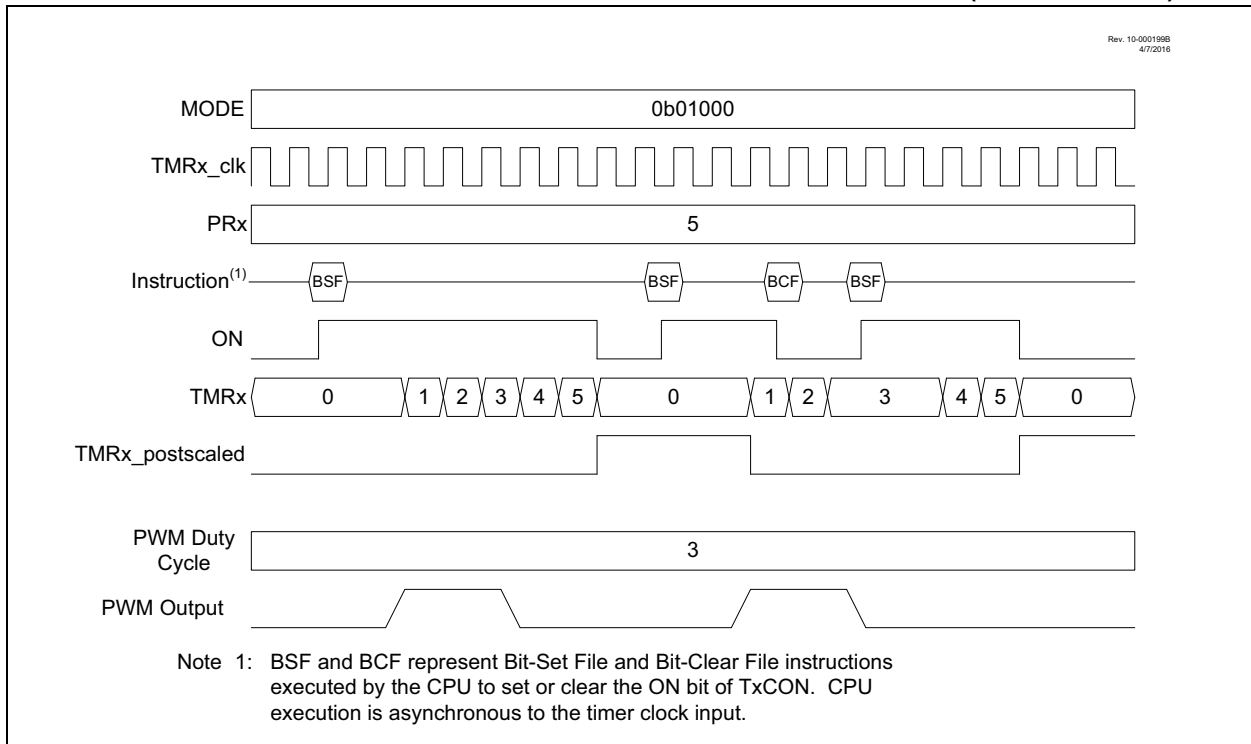 Rev. 10-000199B
4/7/2016
MODE 0b01000
TMRx_clk
PRx 5
Instruction(1) BSF BSF BCF BSF
ON
TMRx 0 1 2 3 4 5 0 1 2 3 4 5 0
TMRx_postscaled
PWM Duty
Cycle 3
PWM Output
Note 1: BSF and BCF represent Bit-Set File and Bit-Clear File instructions
executed by the CPU to set or clear the ON bit of TxCON. CPU
execution is asynchronous to the timer clock input.